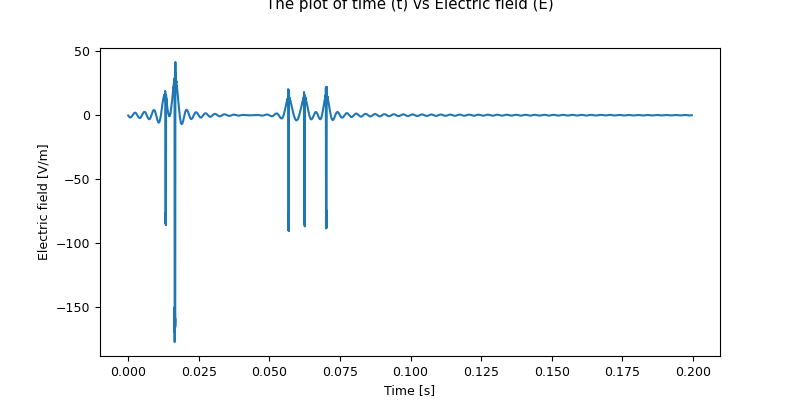 The plot of time (t) vs Electric field (E)
50
0
−50
−100
−150
Electric field [V/m]
0.000 0.025 0.050 0.075 0.100 0.125 0.150 0.175 0.200
Time [s]